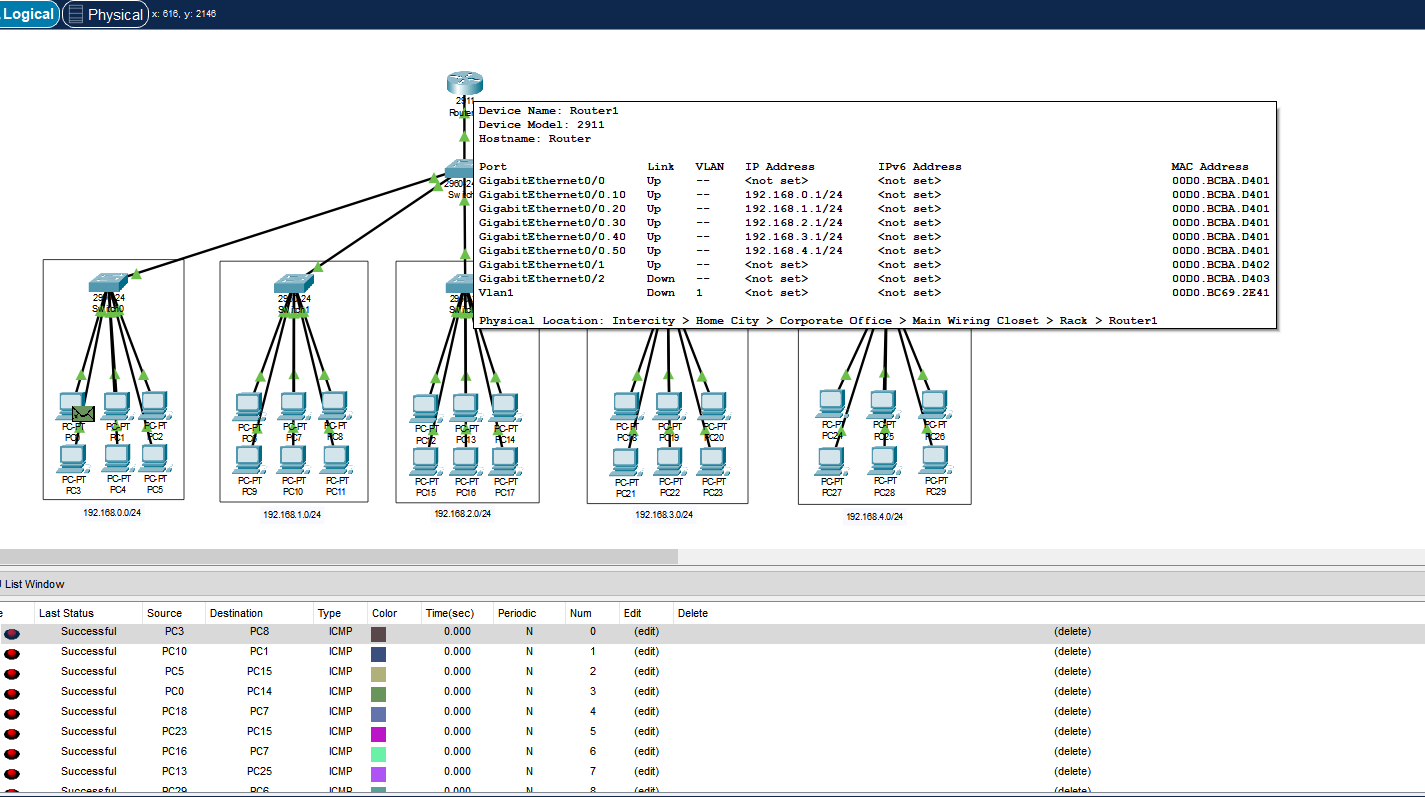 Logical Physical x: 616, y: 2146
2911
Router
Device Name: Router1
Device Model: 2911
Hostname: Router
Port Link VLAN IP Address IPv6 Address MAC Address
GigabitEthernet0/0 Up -- <not set> <not set> 00D0.BCBA.D401
GigabitEthernet0/0.10 Up -- 192.168.0.1/24 <not set> 00D0.BCBA.D401
GigabitEthernet0/0.20 Up -- 192.168.1.1/24 <not set> 00D0.BCBA.D401
GigabitEthernet0/0.30 Up -- 192.168.2.1/24 <not set> 00D0.BCBA.D401
GigabitEthernet0/0.40 Up -- 192.168.3.1/24 <not set> 00D0.BCBA.D401
GigabitEthernet0/0.50 Up -- 192.168.4.1/24 <not set> 00D0.BCBA.D401
GigabitEthernet0/1 Up -- <not set> <not set> 00D0.BCBA.D402
GigabitEthernet0/2 Down -- <not set> <not set> 00D0.BCBA.D403
Vlan1 Down 1 <not set> <not set> 00D0.BC69.2E41
Physical Location: Intercity > Home City > Corporate Office > Main Wiring Closet > Rack > Router1
Switch0 Switch1
PC-PT PC-PT PC-PT PC-PT PC-PT PC-PT PC-PT PC-PT PC-PT PC-PT PC-PT PC-PT PC-PT PC-PT PC-PT
PC0 PC1 PC2 PC6 PC7 PC8 PC12 PC13 PC14 PC18 PC19 PC20 PC24 PC25 PC26
PC-PT PC-PT PC-PT PC-PT PC-PT PC-PT PC-PT PC-PT PC-PT PC-PT PC-PT PC-PT PC-PT PC-PT PC-PT
PC3 PC4 PC5 PC9 PC10 PC11 PC15 PC16 PC17 PC21 PC22 PC23 PC27 PC28 PC29
192.168.0.0/24 192.168.1.0/24 192.168.2.0/24 192.168.3.0/24 192.168.4.0/24
List Window
Last Status Source Destination Type Color Time(sec) Periodic Num Edit Delete
Successful PC3 PC8 ICMP 0.000 N 0 (edit) (delete)
Successful PC10 PC1 ICMP 0.000 N 1 (edit) (delete)
Successful PC5 PC15 ICMP 0.000 N 2 (edit) (delete)
Successful PC0 PC14 ICMP 0.000 N 3 (edit) (delete)
Successful PC18 PC7 ICMP 0.000 N 4 (edit) (delete)
Successful PC23 PC15 ICMP 0.000 N 5 (edit) (delete)
Successful PC16 PC7 ICMP 0.000 N 6 (edit) (delete)
Successful PC13 PC25 ICMP 0.000 N 7 (edit) (delete)
Successful PC29 PC6 ICMP 0.000 N 8 (edit) (delete)